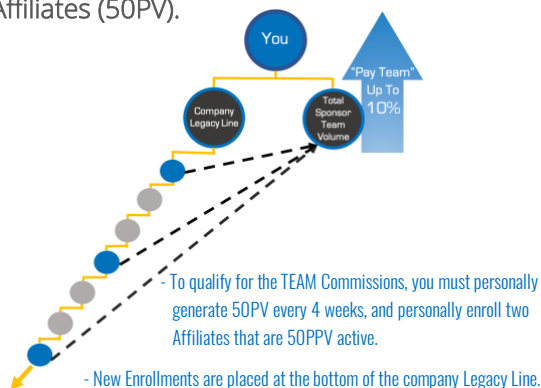 Affiliates (50PV).
You
"Pay Team"
Up To
10%
Company
Legacy Line
Total
Sponsor
Team
Volume
- To qualify for the TEAM Commissions, you must personally
generate 50PV every 4 weeks, and personally enroll two
Affiliates that are 50PPV active.
- New Enrollments are placed at the bottom of the company Legacy Line.